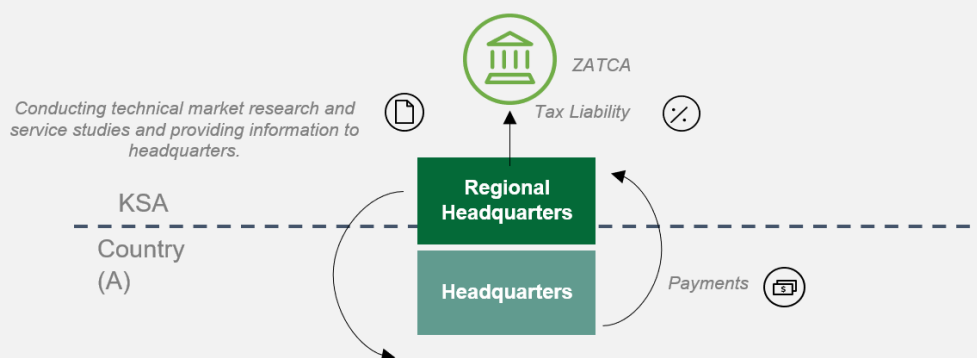 ZATCA
Conducting technical market research and
service studies and providing information to
headquarters.
Tax Liability
Regional
Headquarters
KSA
Country
(A)
Headquarters
Payments